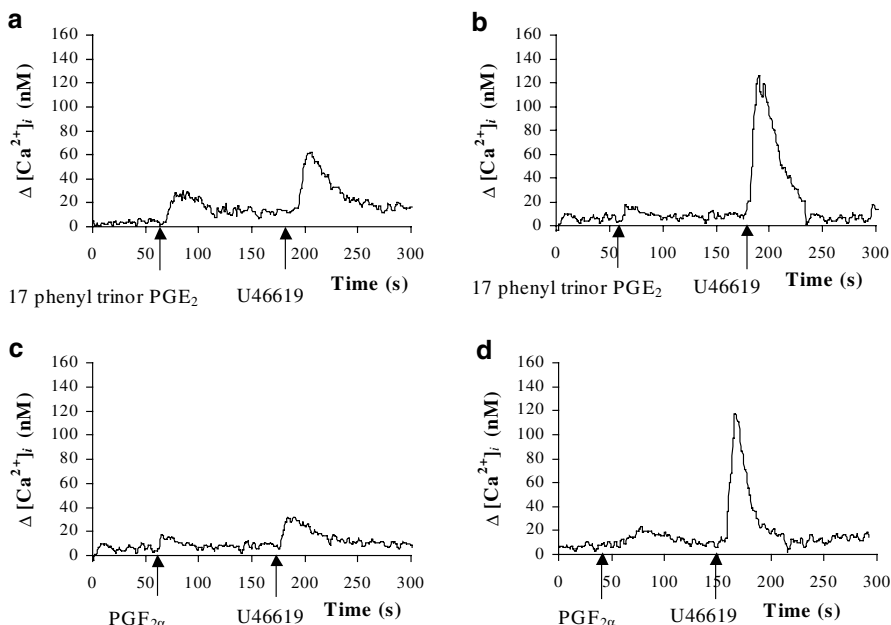 a
160
140
120
100
80
60
40
20
0
Δ [Ca²⁺]ᵢ (nM)
0 50 100 150 200 250 300
Time (s)
17 phenyl trinor PGE₂
U46619
b
160
140
120
100
80
60
40
20
0
Δ [Ca²⁺]ᵢ (nM)
0 50 100 150 200 250 300
Time (s)
17 phenyl trinor PGE₂
U46619
c
160
140
120
100
80
60
40
20
0
Δ [Ca²⁺]ᵢ (nM)
0 50 100 150 200 250 300
PGF₂α
U46619
Time (s)
d
160
140
120
100
80
60
40
20
0
Δ [Ca²⁺]ᵢ (nM)
0 50 100 150 200 250 300
PGF₂α
U46619
Time (s)